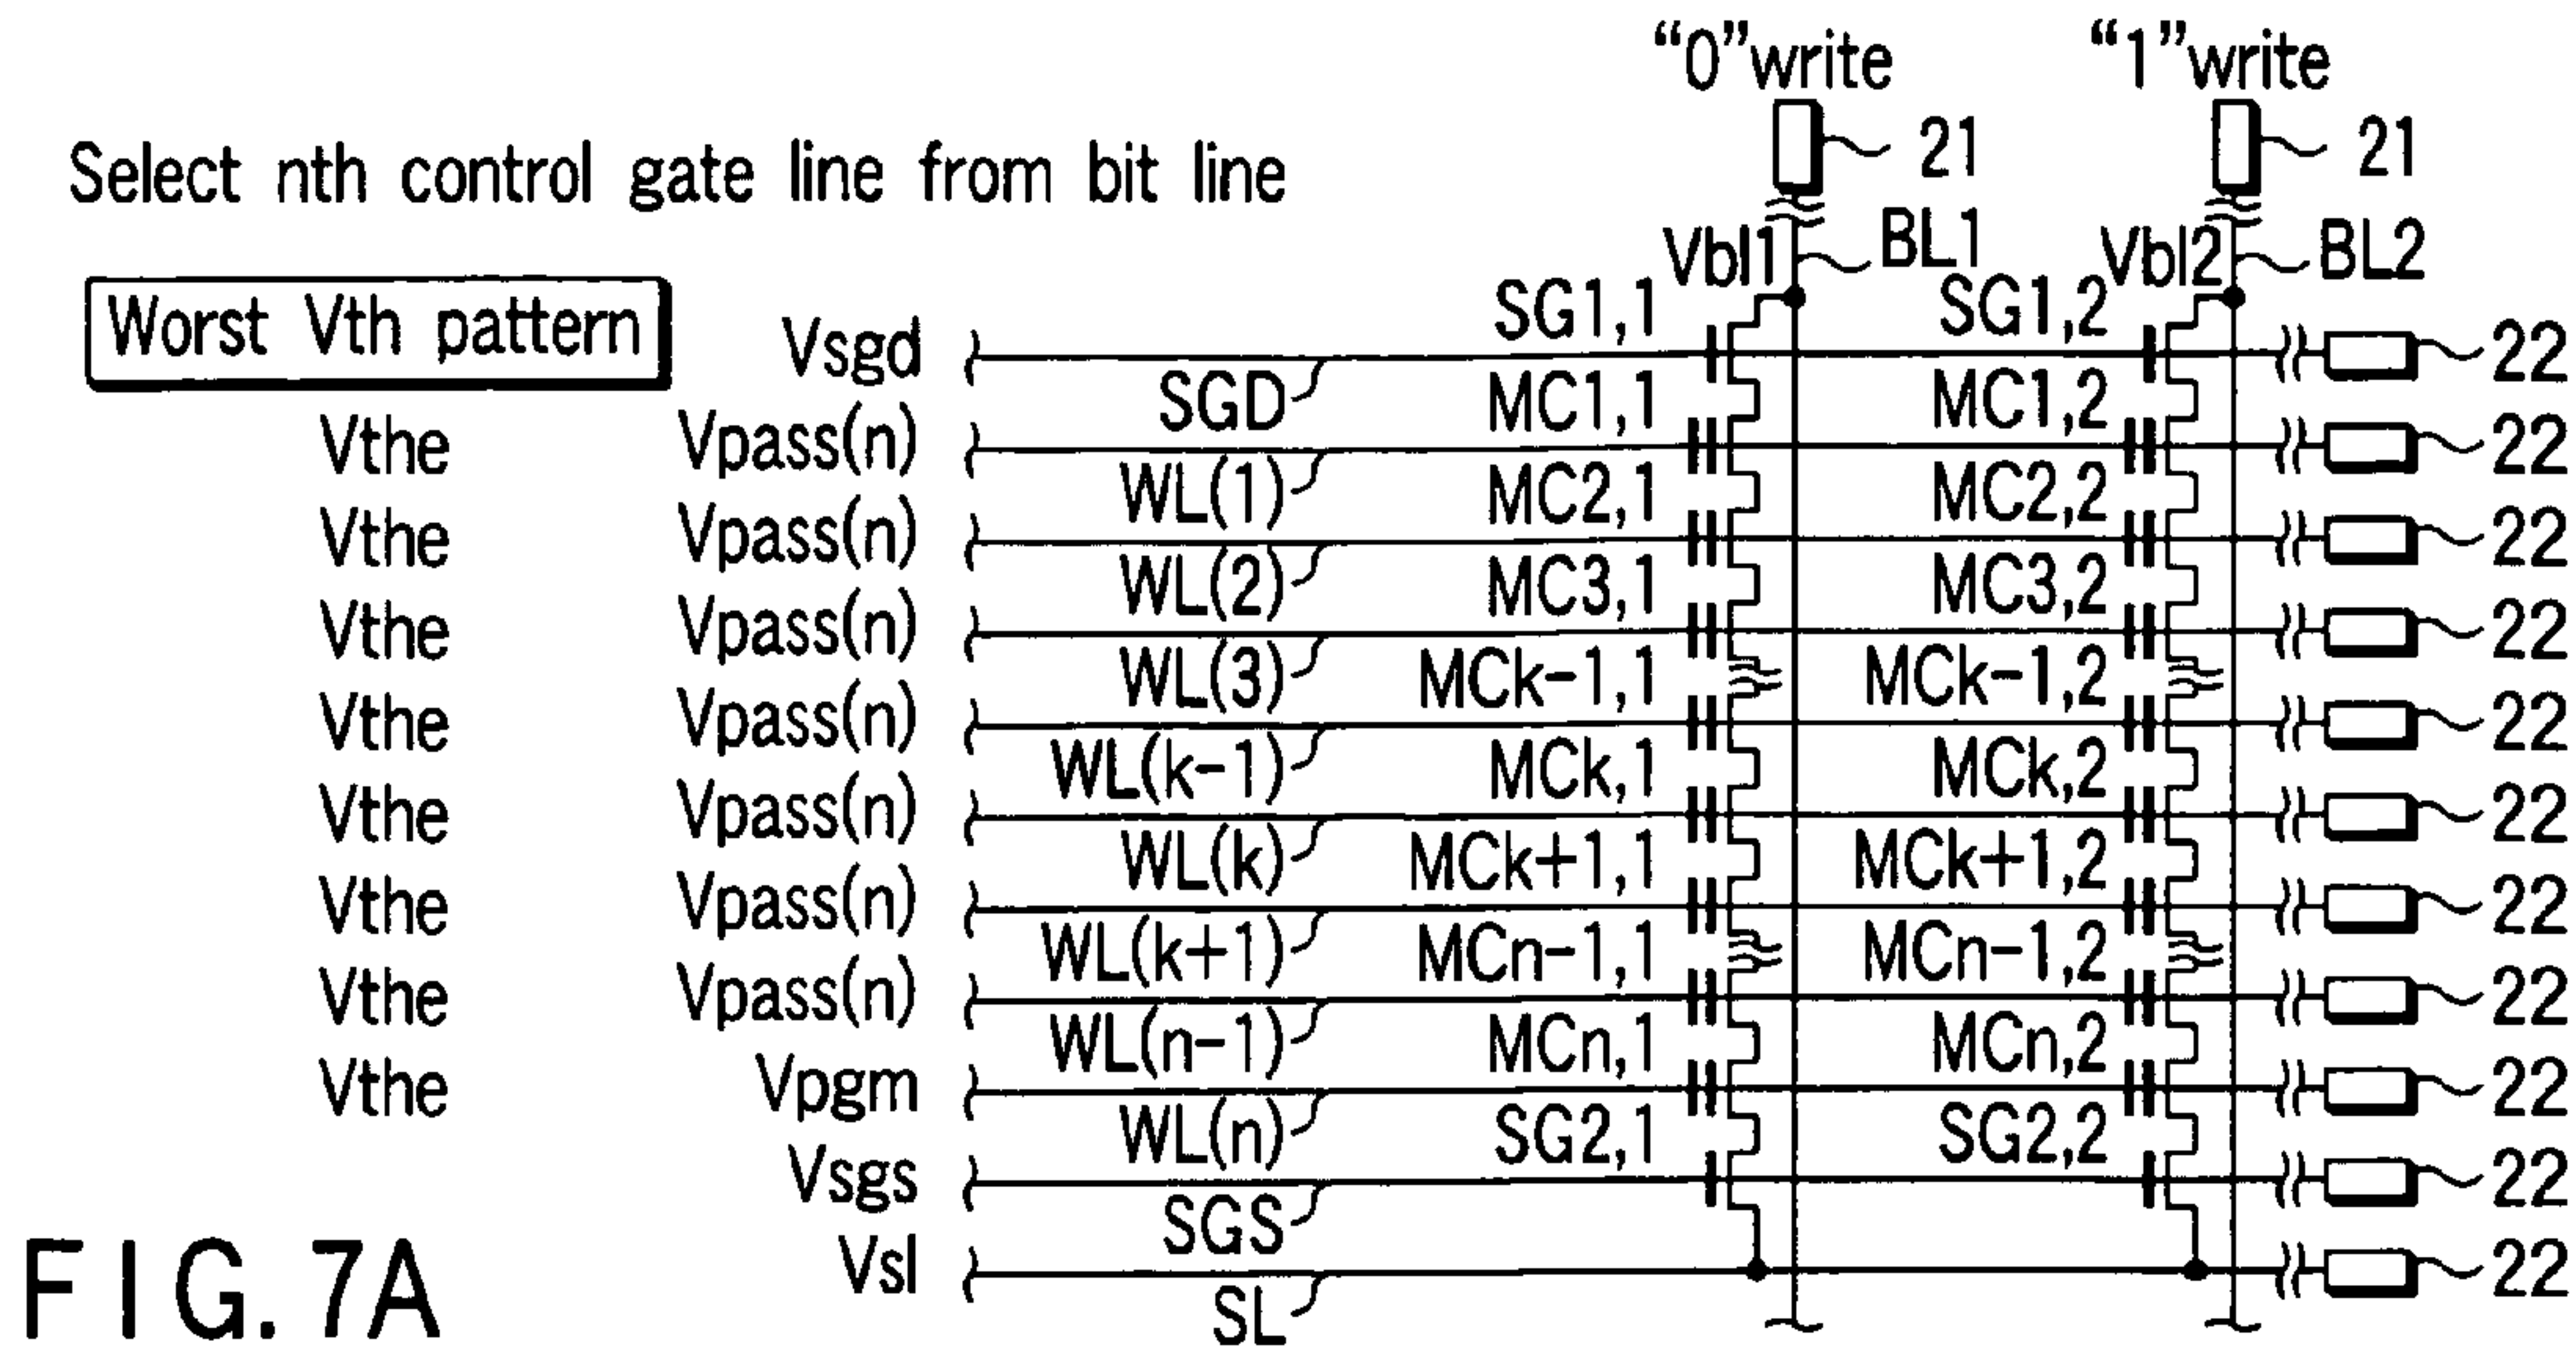 “0”write “1”write
21 21
Select nth control gate line from bit line
Vbl1 BL1 Vbl2 BL2
Worst Vth pattern Vsgd SG1,1 SG1,2 22
SGD MC1,1 MC1,2
Vthe Vpass(n) 22
WL(1) MC2,1 MC2,2
Vthe Vpass(n) 22
WL(2) MC3,1 MC3,2
Vthe Vpass(n) 22
WL(3) MCk-1,1 MCk-1,2
Vthe Vpass(n) 22
WL(k-1) MCk,1 MCk,2
Vthe Vpass(n) 22
WL(k) MCk+1,1 MCk+1,2
Vthe Vpass(n) 22
WL(k+1) MCn-1,1 MCn-1,2
Vthe Vpass(n) 22
WL(n-1) MCn,1 MCn,2
Vthe Vpgm 22
WL(n) SG2,1 SG2,2
Vsgs 22
SGS
Vsl 22
SL
FIG. 7A